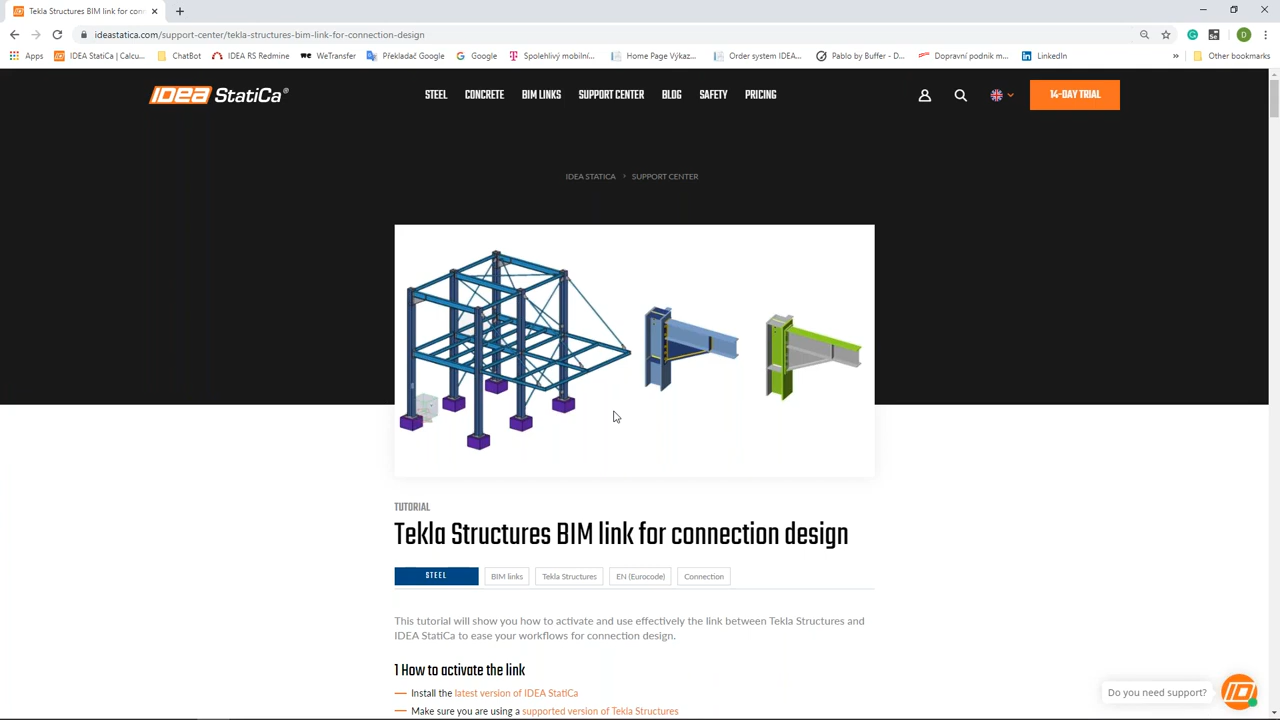 Tekla Structures BIM link for con
ideastatica.com/support-center/tekla-structures-bim-link-for-connection-design
Apps
IDEA StatiCa | Calcu...
ChatBot
IDEA RS Redmine
WeTransfer
Překladač Google
Google
Spolehlivý mobilní...
Home Page Výkaz...
Order system IDEA...
Pablo by Buffer - D...
Dopravní podnik m...
LinkedIn
»
Other bookmarks
IDEA StatiCa®
STEEL
CONCRETE
BIM LINKS
SUPPORT CENTER
BLOG
SAFETY
PRICING
14-DAY TRIAL
IDEA STATICA › SUPPORT CENTER
TUTORIAL
Tekla Structures BIM link for connection design
STEEL
BIM links
Tekla Structures
EN (Eurocode)
Connection
This tutorial will show you how to activate and use effectively the link between Tekla Structures and
IDEA StatiCa to ease your workflows for connection design.
1 How to activate the link
Install the latest version of IDEA StatiCa
Make sure you are using a supported version of Tekla Structures
Do you need support?